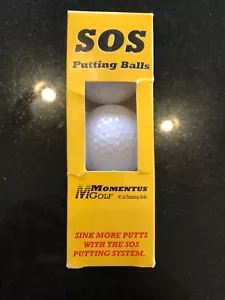 SOS
Putting Balls
MOMENTUS
GOLF #1 in Training Aids
SINK MORE PUTTS
WITH THE SOS
PUTTING SYSTEM.